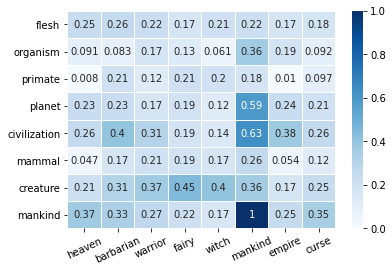 flesh 0.25 0.26 0.22 0.17 0.21 0.22 0.17 0.18
organism 0.091 0.083 0.17 0.13 0.061 0.36 0.19 0.092
primate 0.008 0.21 0.12 0.21 0.2 0.18 0.01 0.097
planet 0.23 0.23 0.17 0.19 0.12 0.59 0.24 0.21
civilization 0.26 0.4 0.31 0.19 0.14 0.63 0.38 0.26
mammal 0.047 0.17 0.21 0.19 0.17 0.26 0.054 0.12
creature 0.21 0.31 0.37 0.45 0.4 0.36 0.17 0.25
mankind 0.37 0.33 0.27 0.22 0.17 1 0.25 0.35
heaven barbarian warrior fairy witch mankind empire curse
1.0
0.8
0.6
0.4
0.2
0.0